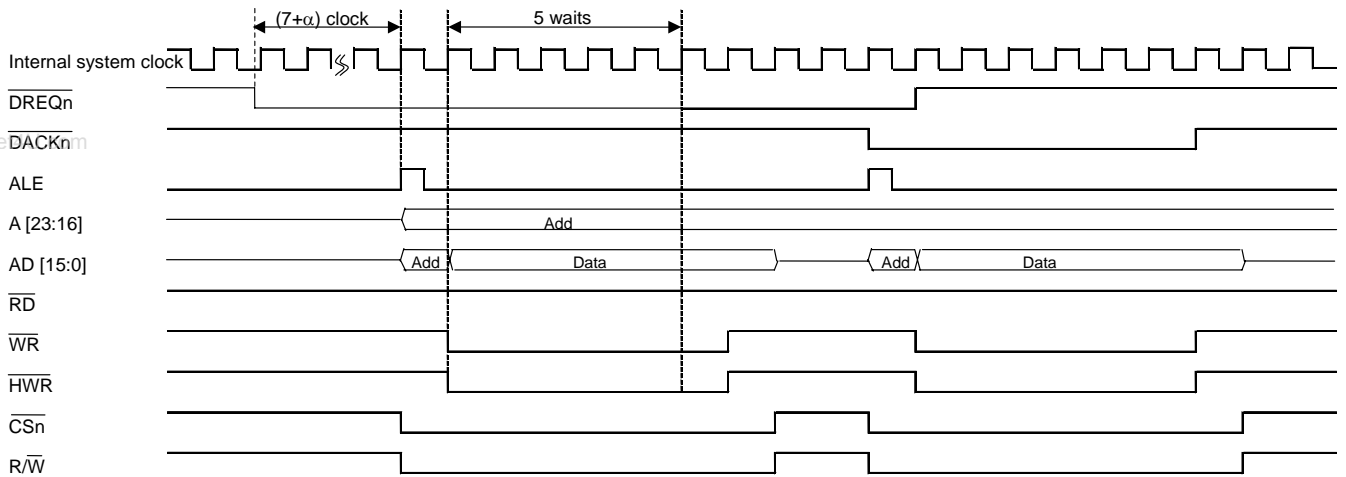 (7+α) clock
5 waits
Internal system clock
DREQn
DACKn
ALE
A [23:16]
Add
AD [15:0]
Add
Data
Add
Data
RD
WR
HWR
CSn
R/W